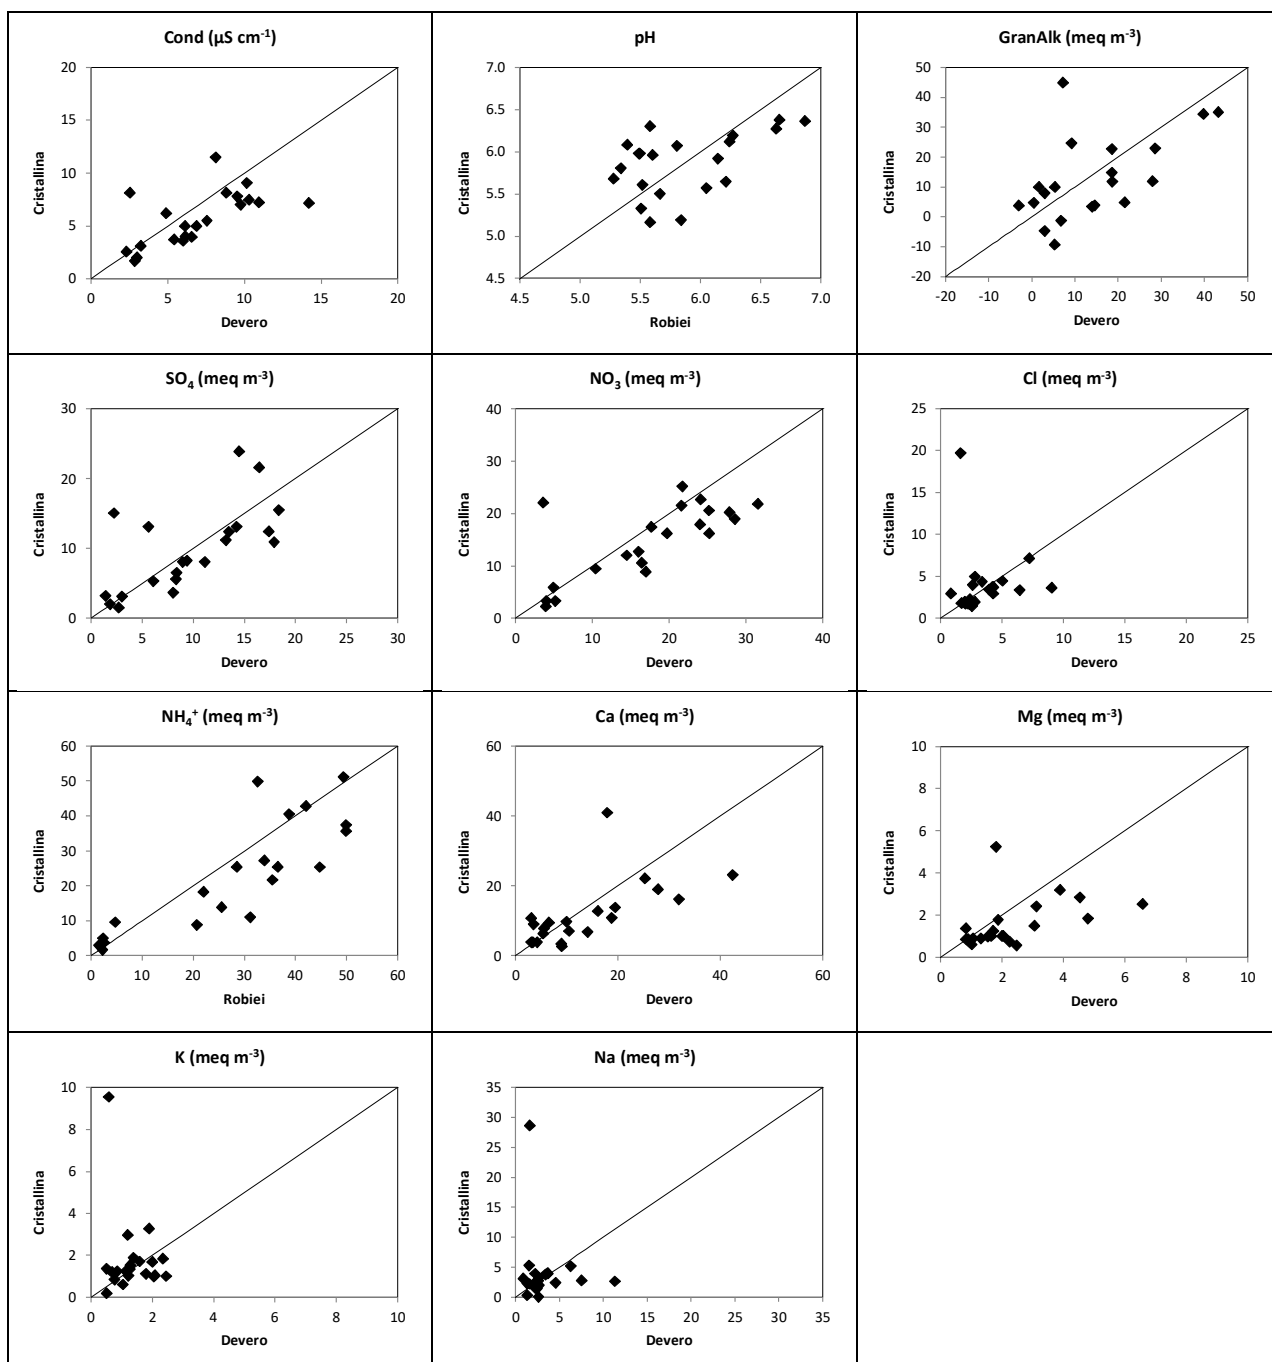 Cond (µS cm-1)
20
15
10
5
0
0 5 10 15 20
Cristallina
Devero
pH
7.0
6.5
6.0
5.5
5.0
4.5
4.5 5.0 5.5 6.0 6.5 7.0
Cristallina
Robiei
GranAlk (meq m-3)
50
40
30
20
10
0
-10
-20
-20 -10 0 10 20 30 40 50
Cristallina
Devero
SO4 (meq m-3)
30
20
10
0
0 5 10 15 20 25 30
Cristallina
Devero
NO3 (meq m-3)
40
30
20
10
0
0 10 20 30 40
Cristallina
Devero
Cl (meq m-3)
25
20
15
10
5
0
0 5 10 15 20 25
Cristallina
Devero
NH4+ (meq m-3)
60
50
40
30
20
10
0
0 10 20 30 40 50 60
Cristallina
Robiei
Ca (meq m-3)
60
40
20
0
0 20 40 60
Cristallina
Devero
Mg (meq m-3)
10
8
6
4
2
0
0 2 4 6 8 10
Cristallina
Devero
K (meq m-3)
10
8
6
4
2
0
0 2 4 6 8 10
Cristallina
Devero
Na (meq m-3)
35
30
25
20
15
10
5
0
0 5 10 15 20 25 30 35
Cristallina
Devero